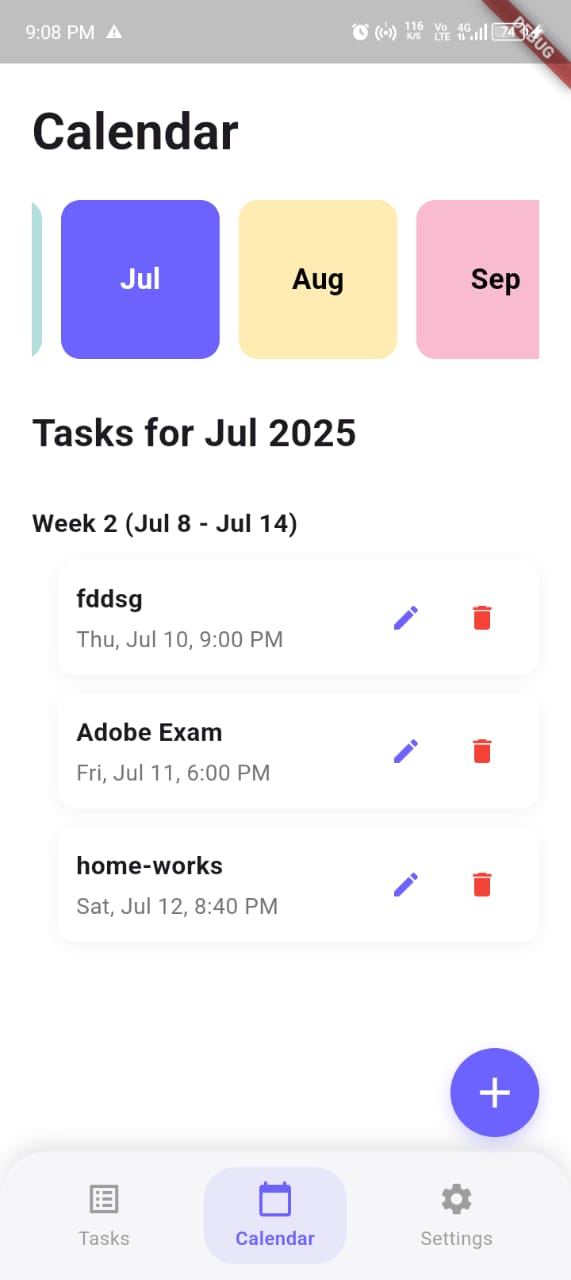 9:08 PM
116 K/S Vo LTE 4G 74
DEBUG
Calendar
Jul Aug Sep
Tasks for Jul 2025
Week 2 (Jul 8 - Jul 14)
fddsg
Thu, Jul 10, 9:00 PM
Adobe Exam
Fri, Jul 11, 6:00 PM
home-works
Sat, Jul 12, 8:40 PM
Tasks Calendar Settings